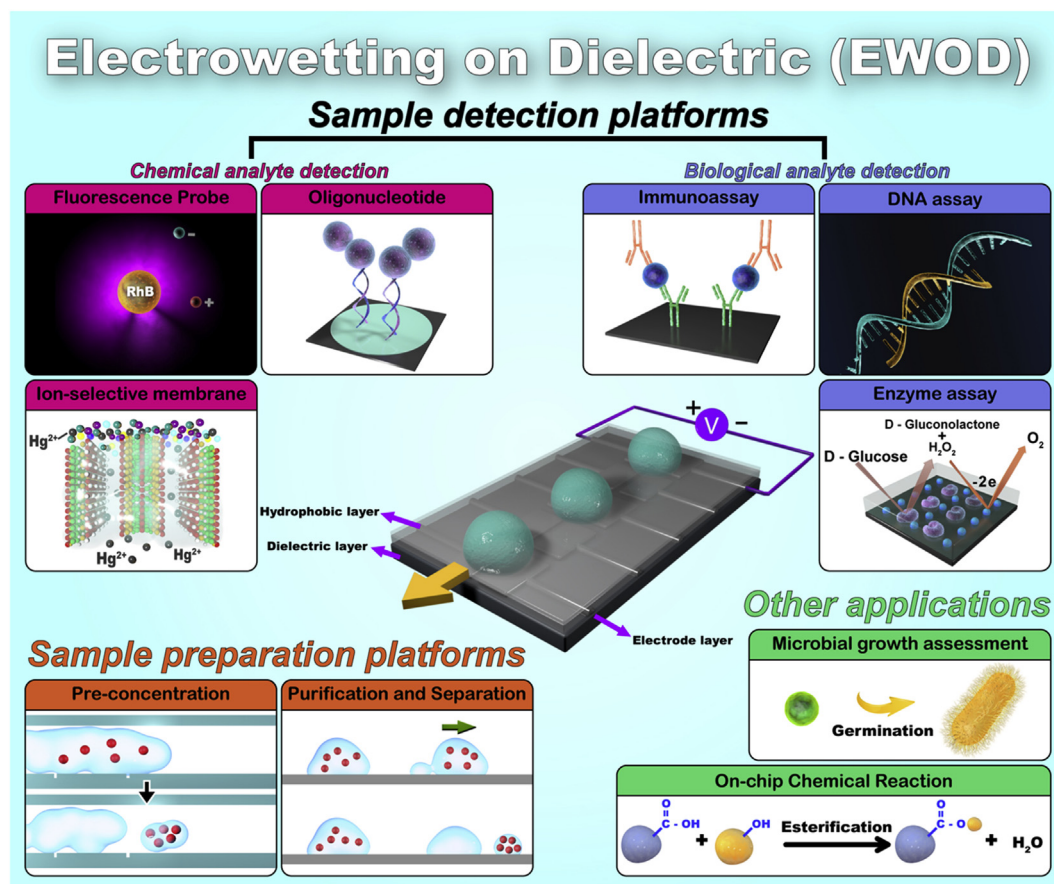 Electrowetting on Dielectric (EWOD)
Sample detection platforms
Chemical analyte detection
Biological analyte detection
Fluorescence Probe
RhB
−
+
Oligonucleotide
Immunoassay
DNA assay
Ion-selective membrane
Hg2+
Hg2+
Hg2+
Enzyme assay
D - Gluconolactone
+
H₂O₂
O₂
D - Glucose
-2e
+ V −
Hydrophobic layer
Dielectric layer
Electrode layer
Sample preparation platforms
Pre-concentration
Purification and Separation
Other applications
Microbial growth assessment
Germination
On-chip Chemical Reaction
O
C - OH
+
OH
Esterification
O
C - O
+ H₂O